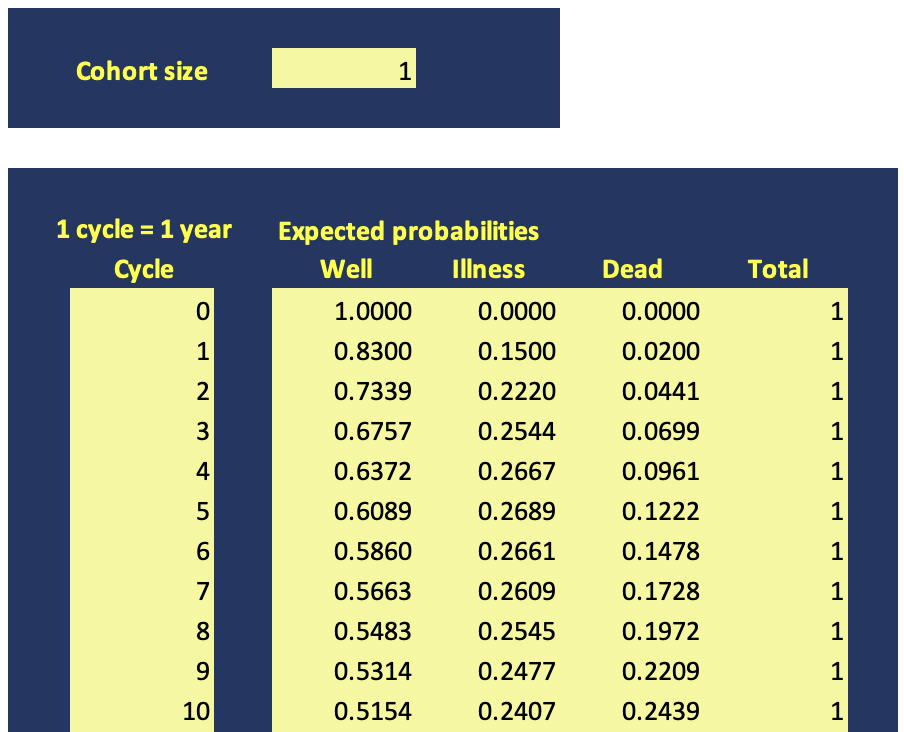 Cohort size 1
1 cycle = 1 year Expected probabilities
Cycle Well Illness Dead Total
0 1.0000 0.0000 0.0000 1
1 0.8300 0.1500 0.0200 1
2 0.7339 0.2220 0.0441 1
3 0.6757 0.2544 0.0699 1
4 0.6372 0.2667 0.0961 1
5 0.6089 0.2689 0.1222 1
6 0.5860 0.2661 0.1478 1
7 0.5663 0.2609 0.1728 1
8 0.5483 0.2545 0.1972 1
9 0.5314 0.2477 0.2209 1
10 0.5154 0.2407 0.2439 1